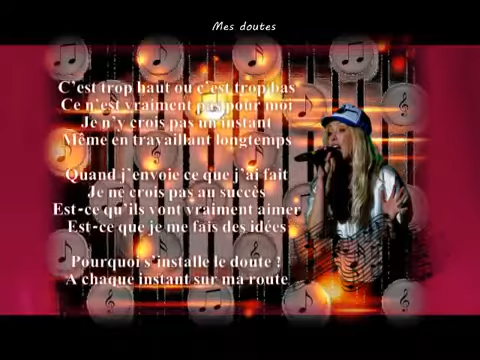 Mes doutes
C'est trop haut ou c'est trop bas
Ce n'est vraiment pas pour moi
Je n'y crois pas un instant
Même en travaillant longtemps
Quand j'envoie ce que j'ai fait
Je ne crois pas au succès
Est-ce qu'ils vont vraiment aimer
Est-ce que je me fais des idées
Pourquoi s'installe le doute !
A chaque instant sur ma route